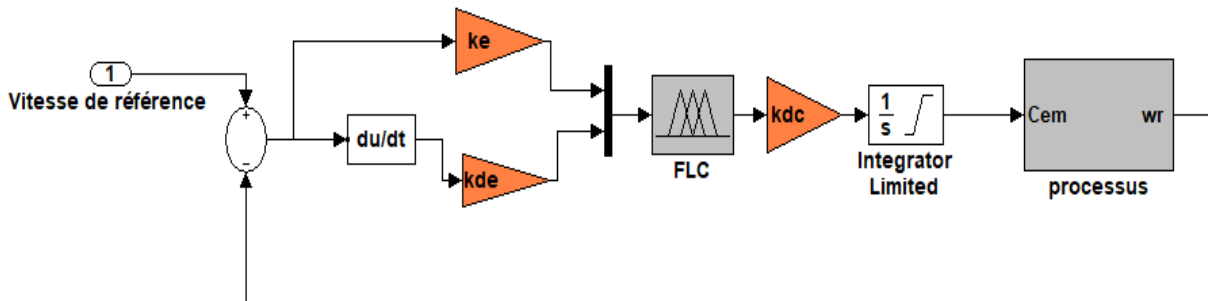 1
Vitesse de référence
+
−
ke
du/dt
kde
FLC
kdc
1
s
Integrator
Limited
Cem
wr
processus